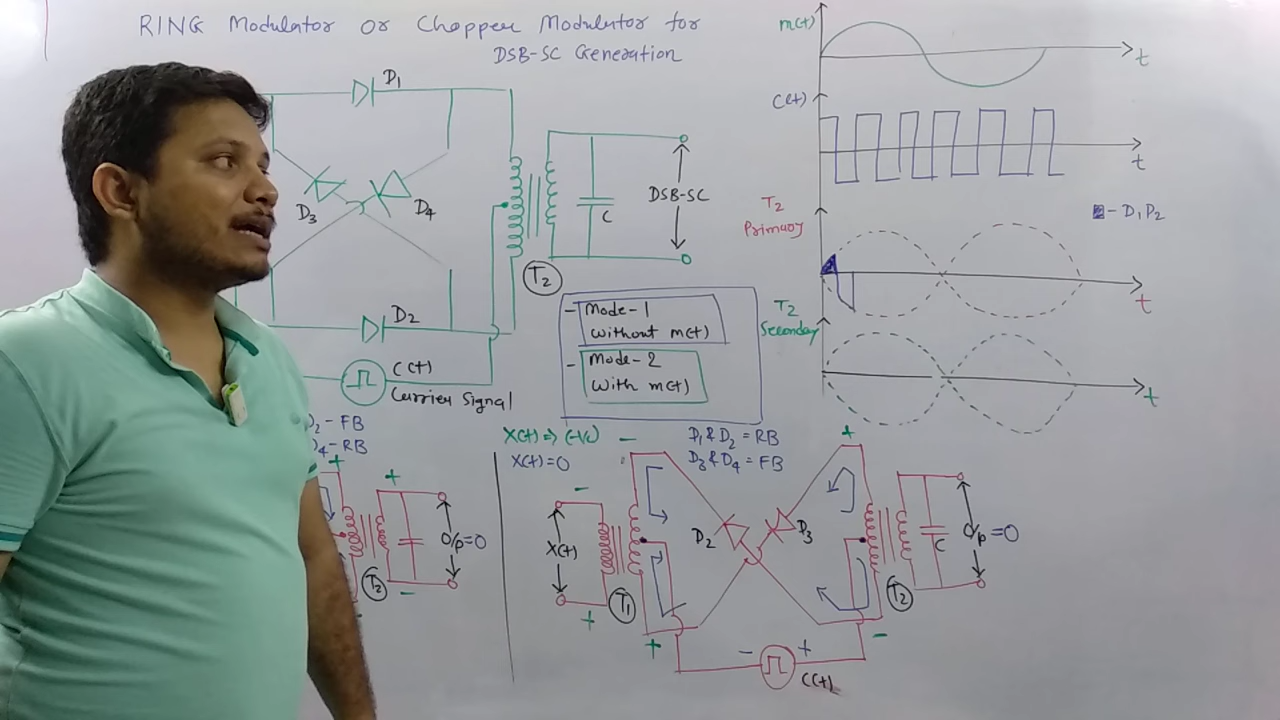 RING Modulator or Chopper Modulator for
DSB-SC Generation
D1
D3
D4
D2
C
DSB-SC
T2
C(t)
Carrier Signal
- Mode-1
without m(t)
- Mode-2
with m(t)
m(t)
t
C(t)
t
T2
Primary
- D1, D2
t
T2
Secondary
t
D2 - FB
D4 - RB
+
+
O/p=0
T2
-
X(t) => (-Ve)
X(t)=0
D1 & D2 = RB
D3 & D4 = FB
-
+
-
X(t)
+
T1
+
D2
D3
C
O/p=0
T2
-
- +
C(t)